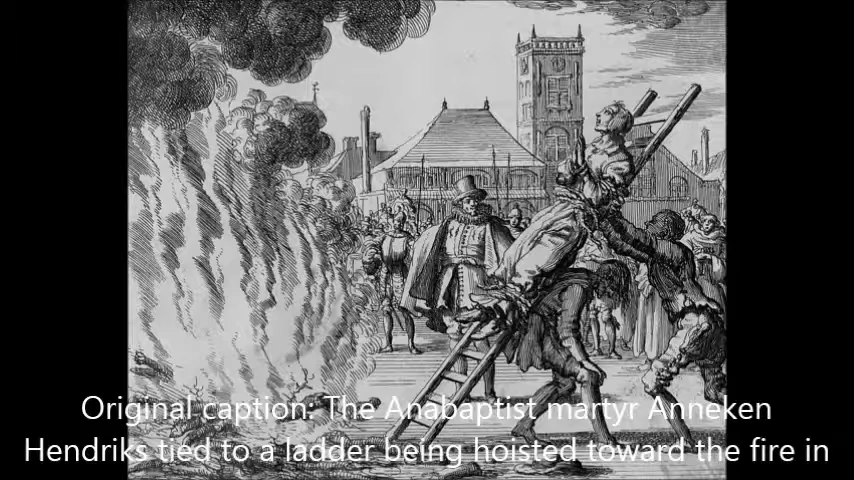 Original caption: The Anabaptist martyr Anneken
Hendriks tied to a ladder being hoisted toward the fire in